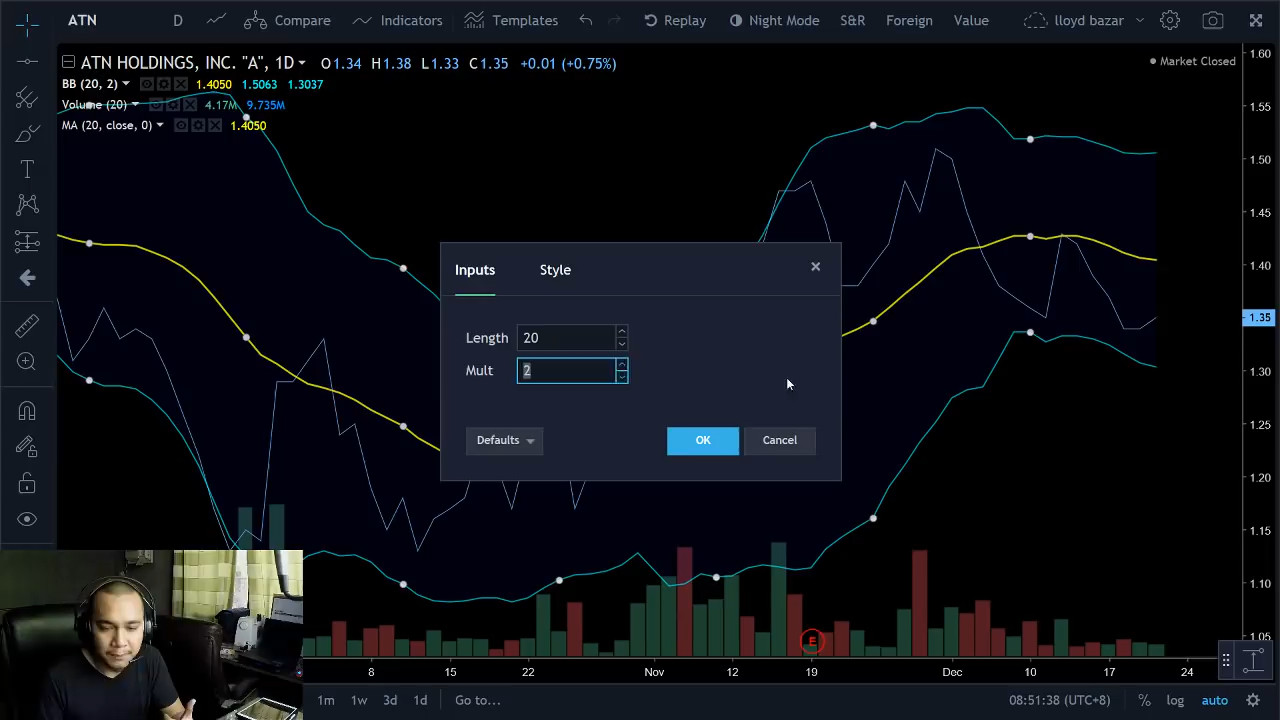 ATN D Compare Indicators Templates Replay Night Mode S&R Foreign Value lloyd bazar
ATN HOLDINGS, INC. "A", 1D O1.34 H1.38 L1.33 C1.35 +0.01 (+0.75%)
Market Closed
BB (20, 2) 1.4050 1.5063 1.3037
Volume (20) 4.17M 9.735M
MA (20, close, 0) 1.4050
1.60
1.55
1.50
1.45
1.40
1.35
1.30
1.25
1.20
1.15
1.10
1.05
Inputs Style
Length 20
Mult 2
Defaults OK Cancel
E
8 15 22 Nov 12 19 Dec 10 17 24
1m 1w 3d 1d Go to... 08:51:38 (UTC+8) % log auto